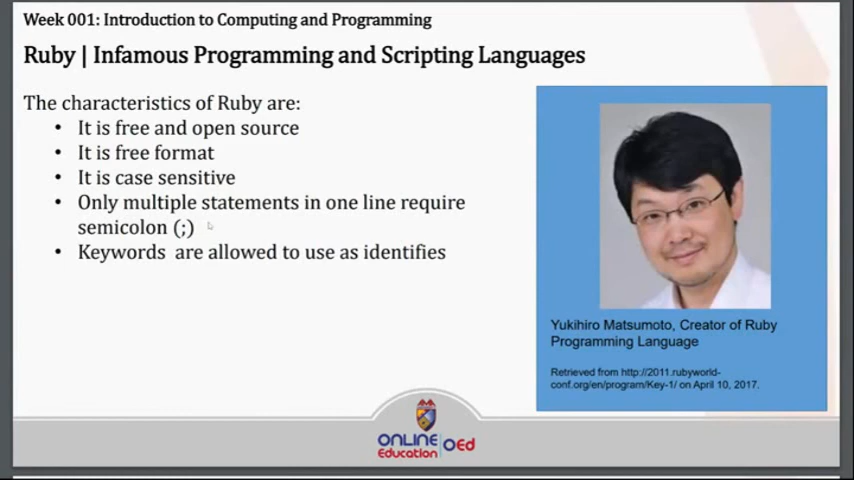 Week 001: Introduction to Computing and Programming
Ruby | Infamous Programming and Scripting Languages
The characteristics of Ruby are:
• It is free and open source
• It is free format
• It is case sensitive
• Only multiple statements in one line require
semicolon (;)
• Keywords are allowed to use as identifies
Yukihiro Matsumoto, Creator of Ruby
Programming Language
Retrieved from http://2011.rubyworld-
conf.org/en/program/Key-1/ on April 10, 2017.
ONLINE
Education
OEd